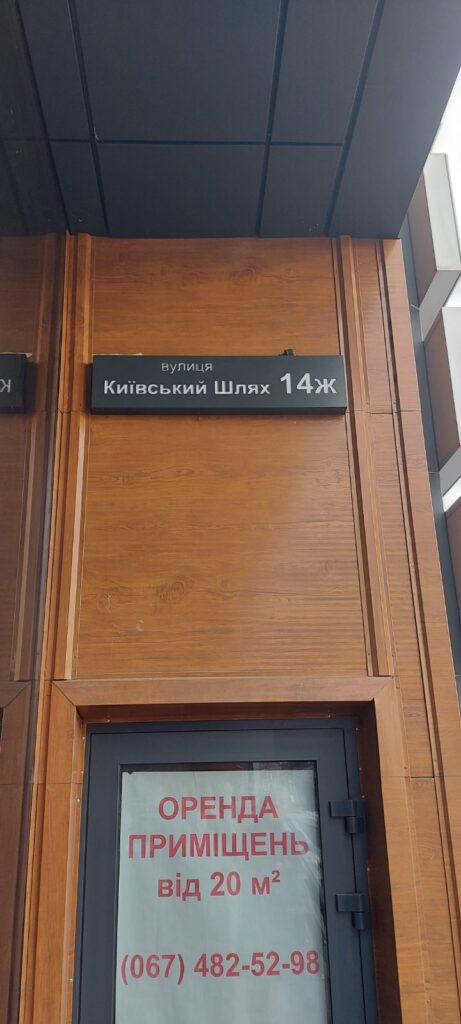 вулиця
Київський Шлях 14ж
ОРЕНДА
ПРИМІЩЕНЬ
від 20 м²
(067) 482-52-98